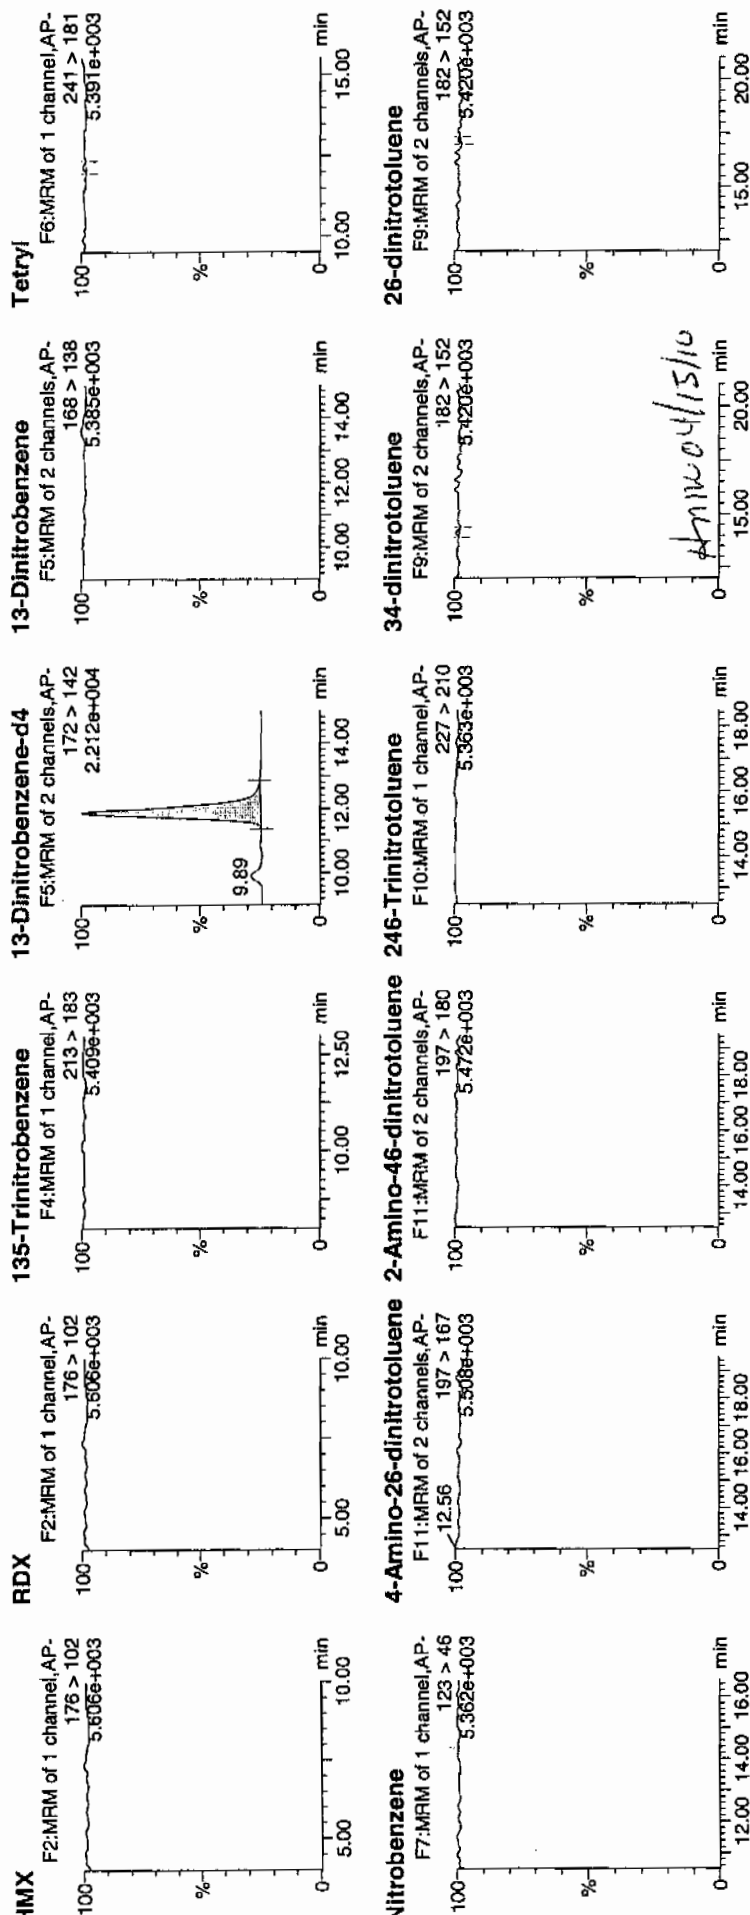 HMX
F2:MRM of 1 channel,AP-
176 > 102
5.606e+003
100
%
0
5.00
10.00
min
RDX
F2:MRM of 1 channel,AP-
176 > 102
5.606e+003
100
%
0
5.00
10.00
min
135-Trinitrobenzene
F4:MRM of 1 channel,AP-
213 > 183
5.409e+003
100
%
0
10.00
12.50
min
13-Dinitrobenzene-d4
F5:MRM of 2 channels,AP-
172 > 142
2.212e+004
100
9.89
%
0
10.00
12.00
14.00
min
13-Dinitrobenzene
F5:MRM of 2 channels,AP-
168 > 138
5.385e+003
100
%
0
10.00
12.00
14.00
min
Tetryl
F6:MRM of 1 channel,AP-
241 > 181
5.391e+003
100
%
0
10.00
15.00
min
Nitrobenzene
F7:MRM of 1 channel,AP-
123 > 46
5.362e+003
100
%
0
12.00
14.00
16.00
min
4-Amino-26-dinitrotoluene
F11:MRM of 2 channels,AP-
12.56
197 > 167
5.508e+003
100
%
0
14.00
16.00
18.00
min
2-Amino-46-dinitrotoluene
F11:MRM of 2 channels,AP-
197 > 180
5.472e+003
100
%
0
14.00
16.00
18.00
min
246-Trinitrotoluene
F10:MRM of 1 channel,AP-
227 > 210
5.363e+003
100
%
0
14.00
16.00
18.00
min
34-dinitrotoluene
F9:MRM of 2 channels,AP-
182 > 152
5.420e+003
100
%
0
15.00
20.00
min
04/15/10
26-dinitrotoluene
F9:MRM of 2 channels,AP-
182 > 152
5.420e+003
100
%
0
15.00
20.00
min